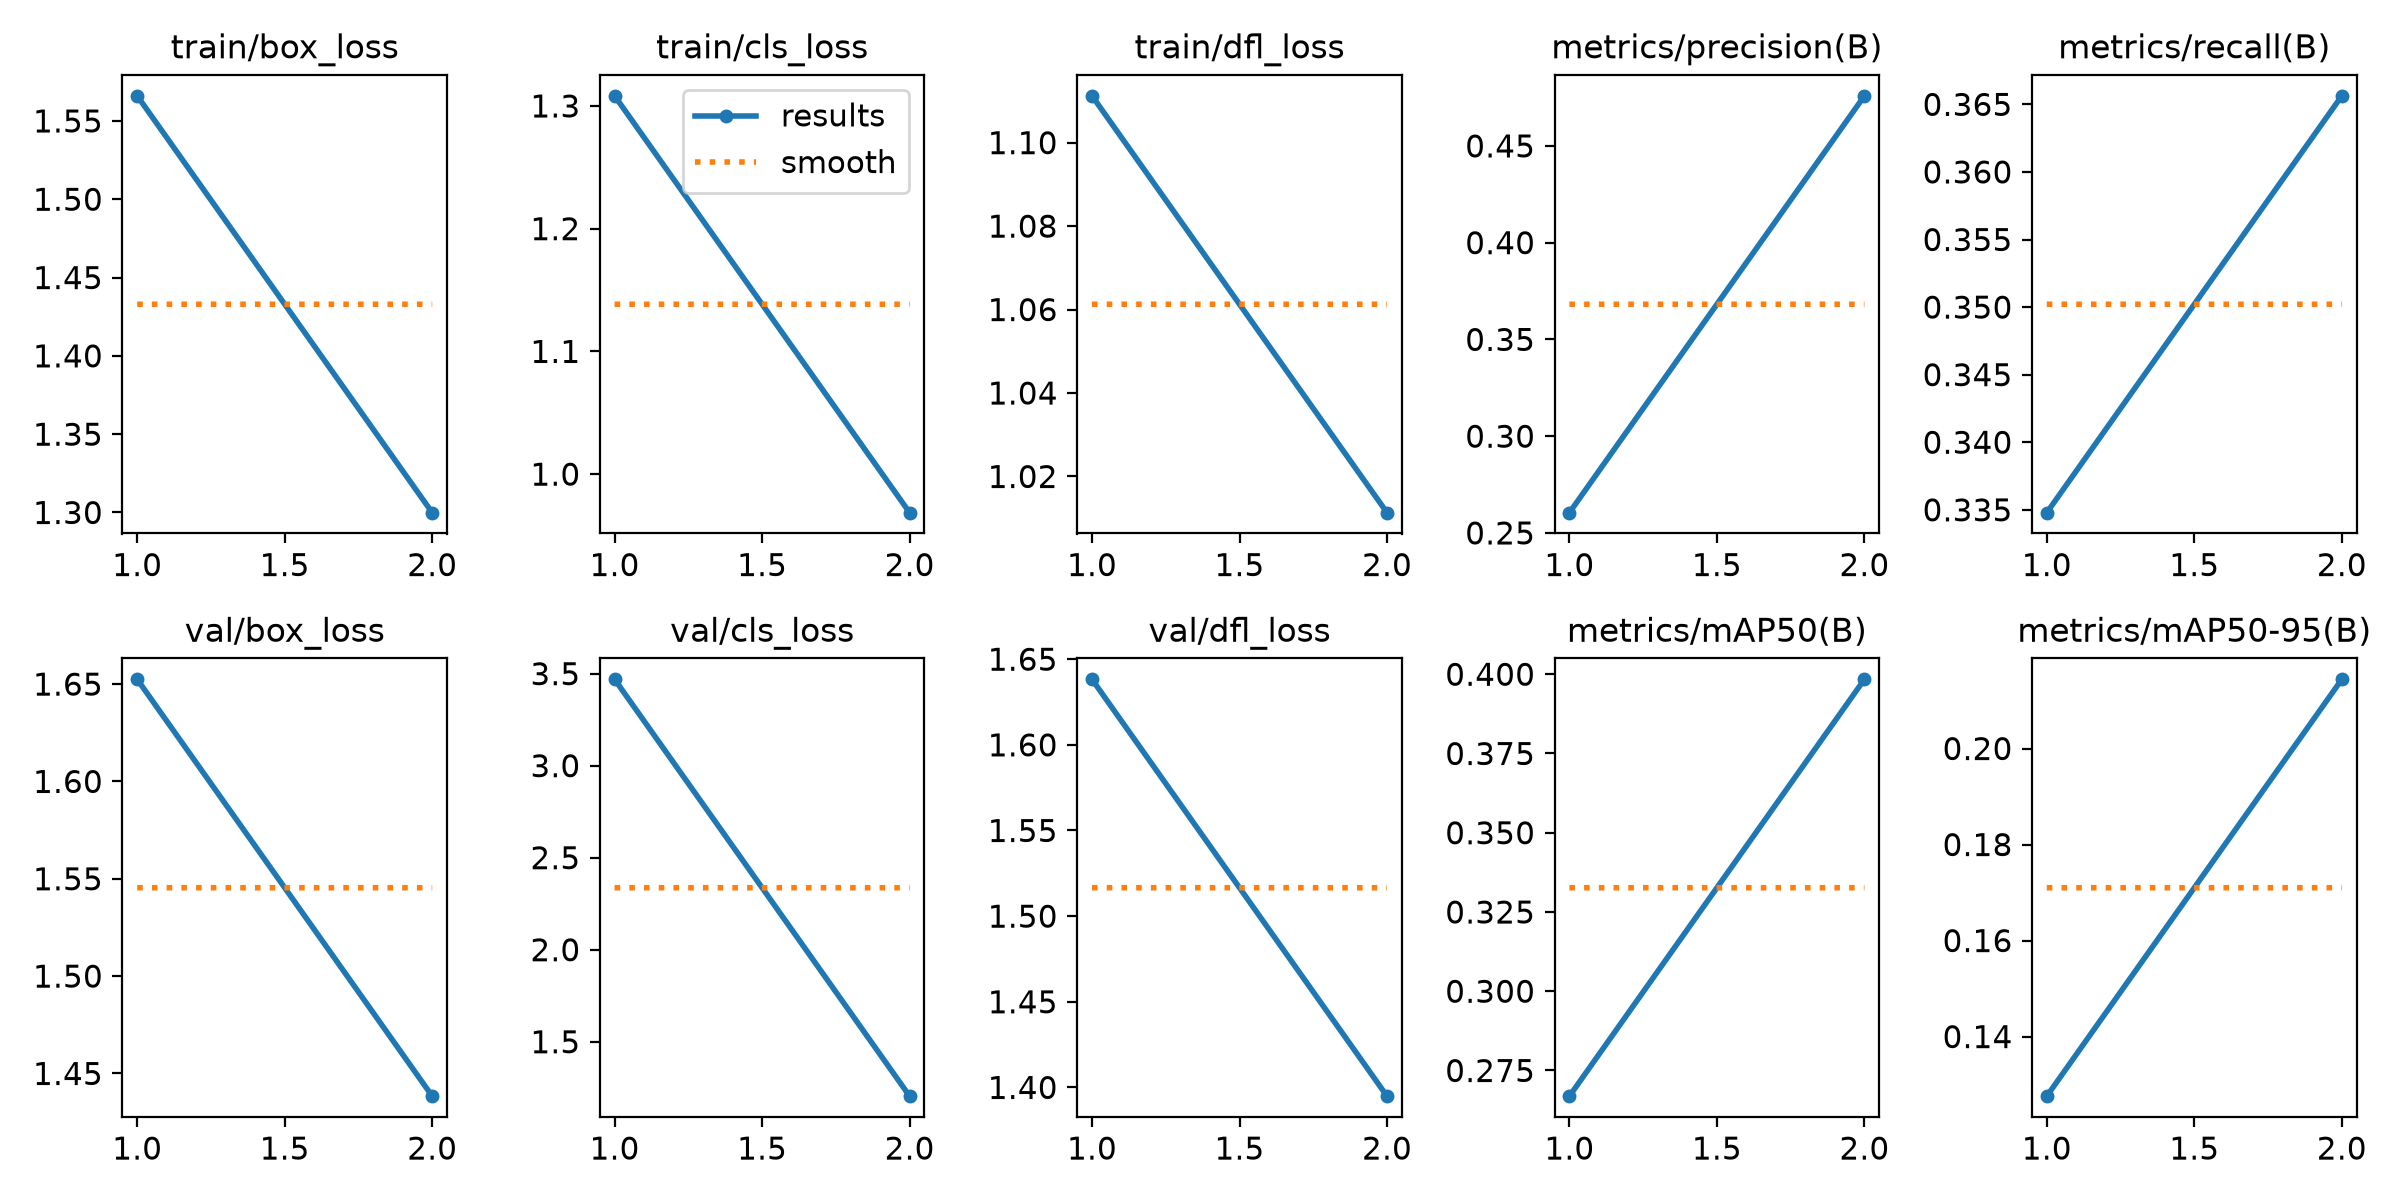 train/box_loss
1.55
1.50
1.45
1.40
1.35
1.30
1.0 1.5 2.0
train/cls_loss
results
smooth
1.3
1.2
1.1
1.0
1.0 1.5 2.0
train/dfl_loss
1.10
1.08
1.06
1.04
1.02
1.0 1.5 2.0
metrics/precision(B)
0.45
0.40
0.35
0.30
0.25
1.0 1.5 2.0
metrics/recall(B)
0.365
0.360
0.355
0.350
0.345
0.340
0.335
1.0 1.5 2.0
val/box_loss
1.65
1.60
1.55
1.50
1.45
1.0 1.5 2.0
val/cls_loss
3.5
3.0
2.5
2.0
1.5
1.0 1.5 2.0
val/dfl_loss
1.65
1.60
1.55
1.50
1.45
1.40
1.0 1.5 2.0
metrics/mAP50(B)
0.400
0.375
0.350
0.325
0.300
0.275
1.0 1.5 2.0
metrics/mAP50-95(B)
0.20
0.18
0.16
0.14
1.0 1.5 2.0